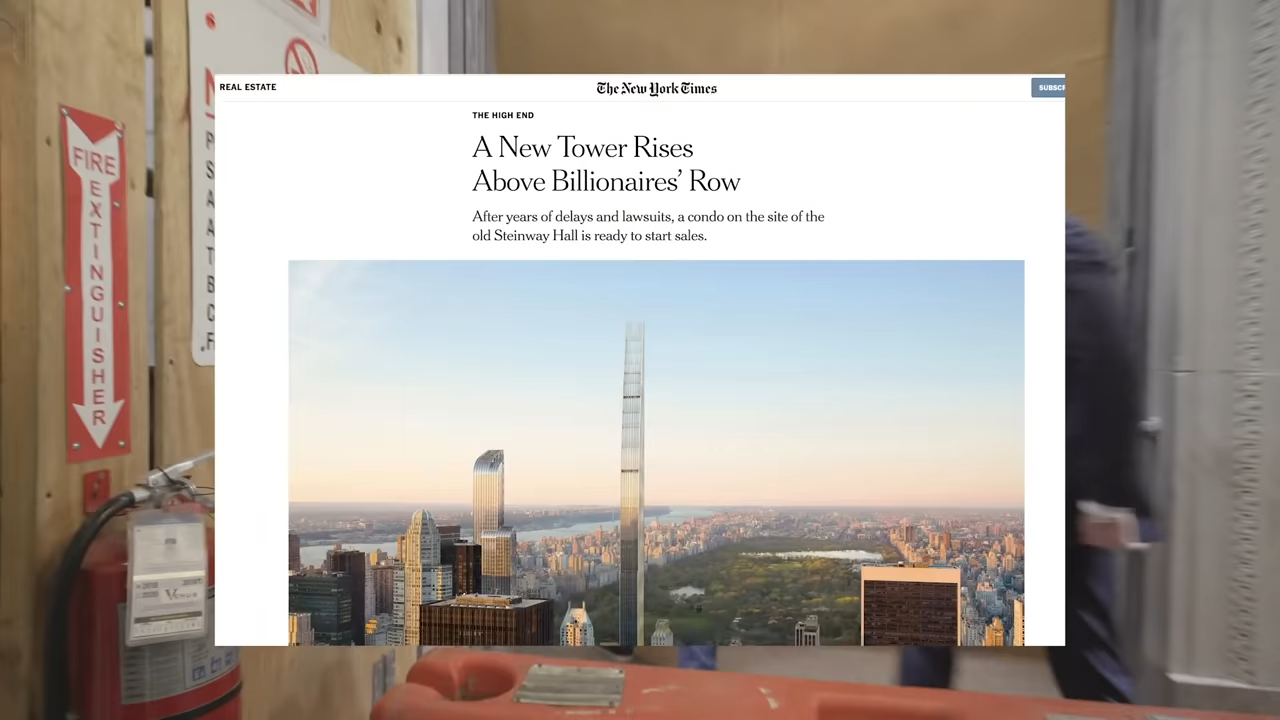 REAL ESTATE
The New York Times
SUBSCR
THE HIGH END
A New Tower Rises
Above Billionaires’ Row
After years of delays and lawsuits, a condo on the site of the
old Steinway Hall is ready to start sales.
FIRE
EXTINGUISHER